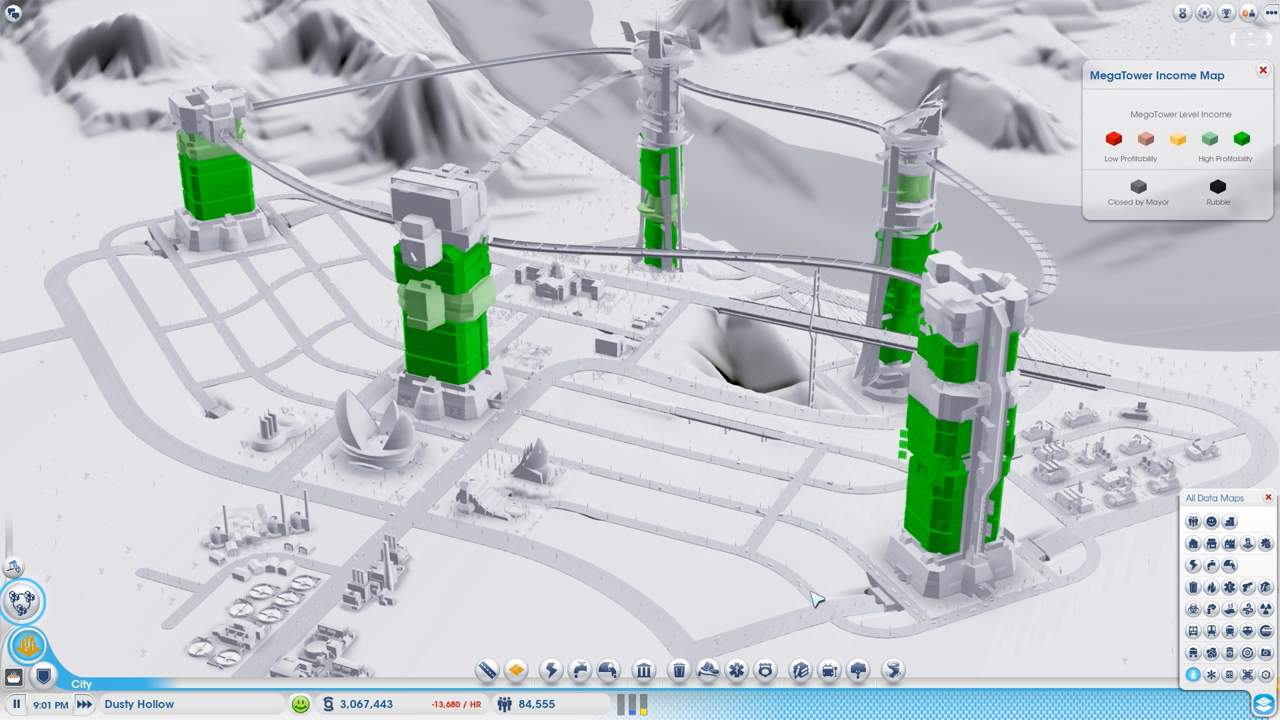 MegaTower Income Map
MegaTower Level Income
Low Profitability High Profitability
Closed by Mayor Rubble
All Data Maps
City
9:01 PM Dusty Hollow 3,067,443 -13,680 / HR 84,555